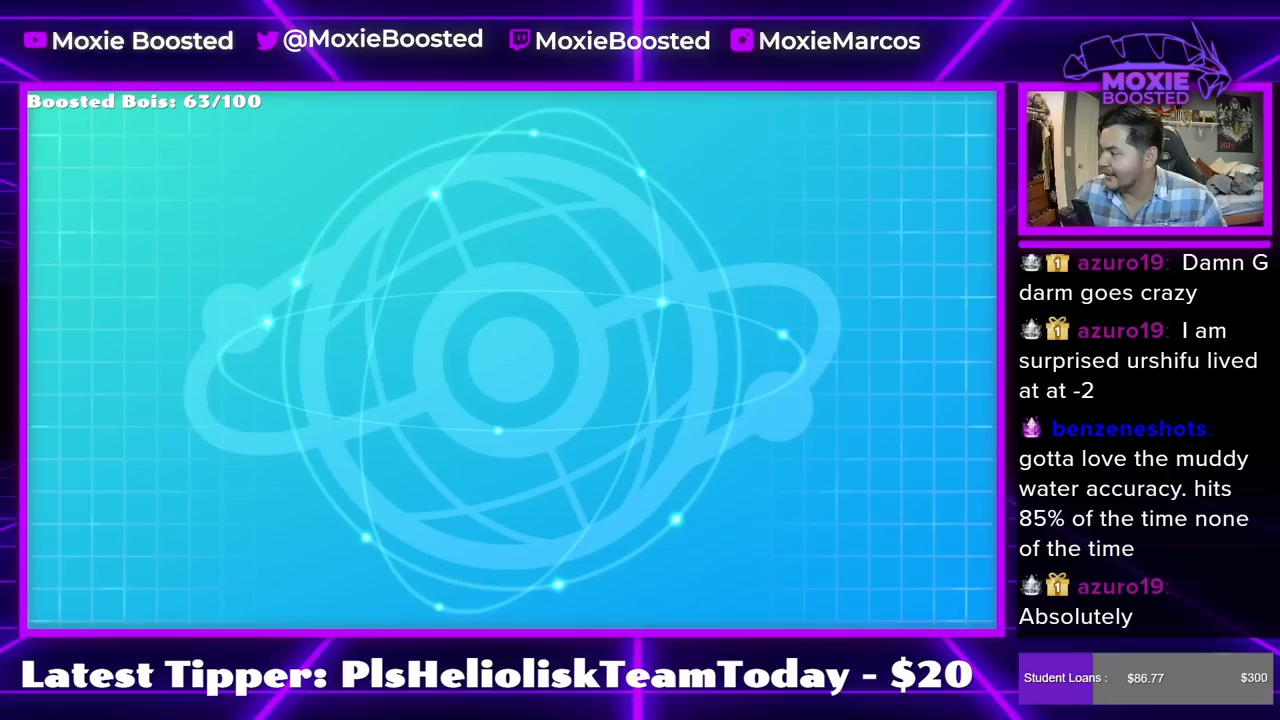 Moxie Boosted @MoxieBoosted MoxieBoosted MoxieMarcos
MOXIE
BOOSTED
Boosted Bois: 63/100
azuro19: Damn G
darm goes crazy
azuro19: I am
surprised urshifu lived
at at -2
benzeneshots:
gotta love the muddy
water accuracy. hits
85% of the time none
of the time
azuro19:
Absolutely
Latest Tipper: PlsHelioliskTeamToday - $20
Student Loans : $86.77 $300